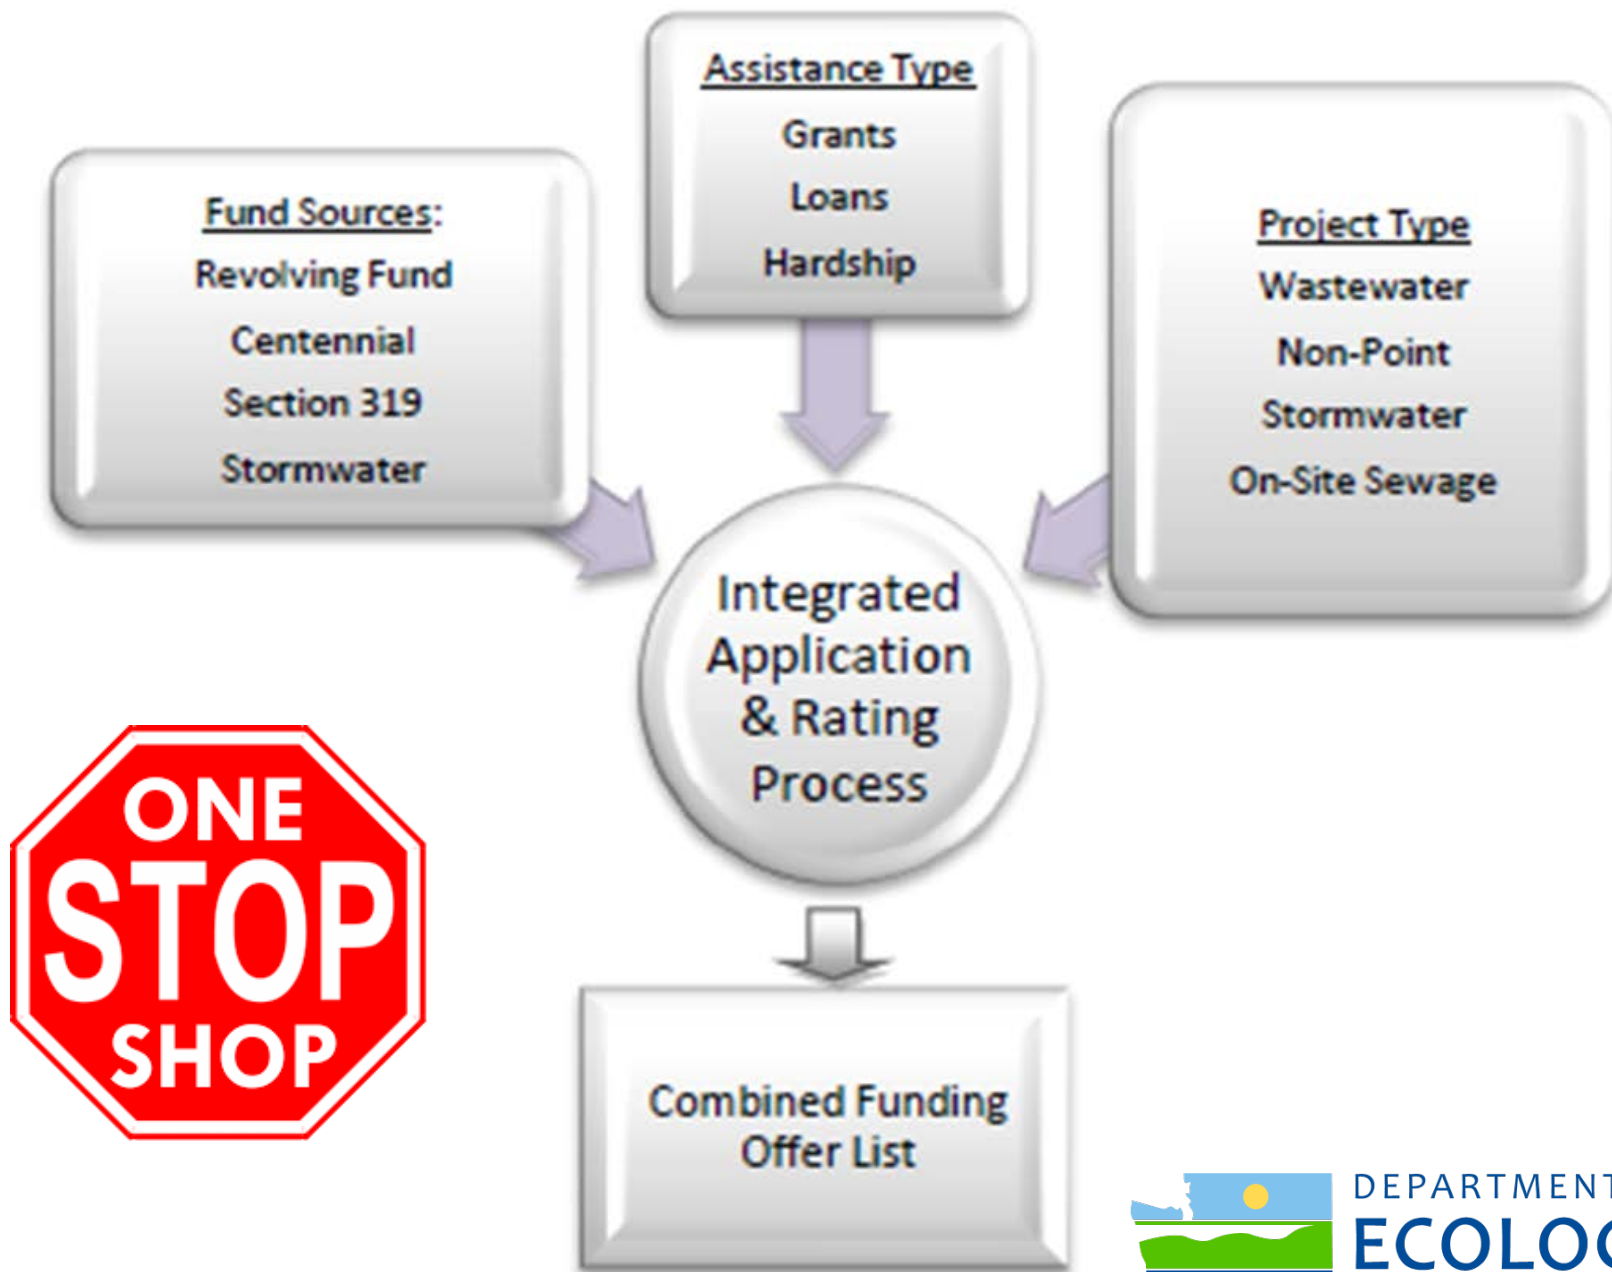 Assistance Type
Grants
Loans
Hardship
Fund Sources:
Revolving Fund
Centennial
Section 319
Stormwater
Project Type
Wastewater
Non-Point
Stormwater
On-Site Sewage
Integrated
Application
& Rating
Process
ONE
STOP
SHOP
Combined Funding
Offer List
DEPARTMENT